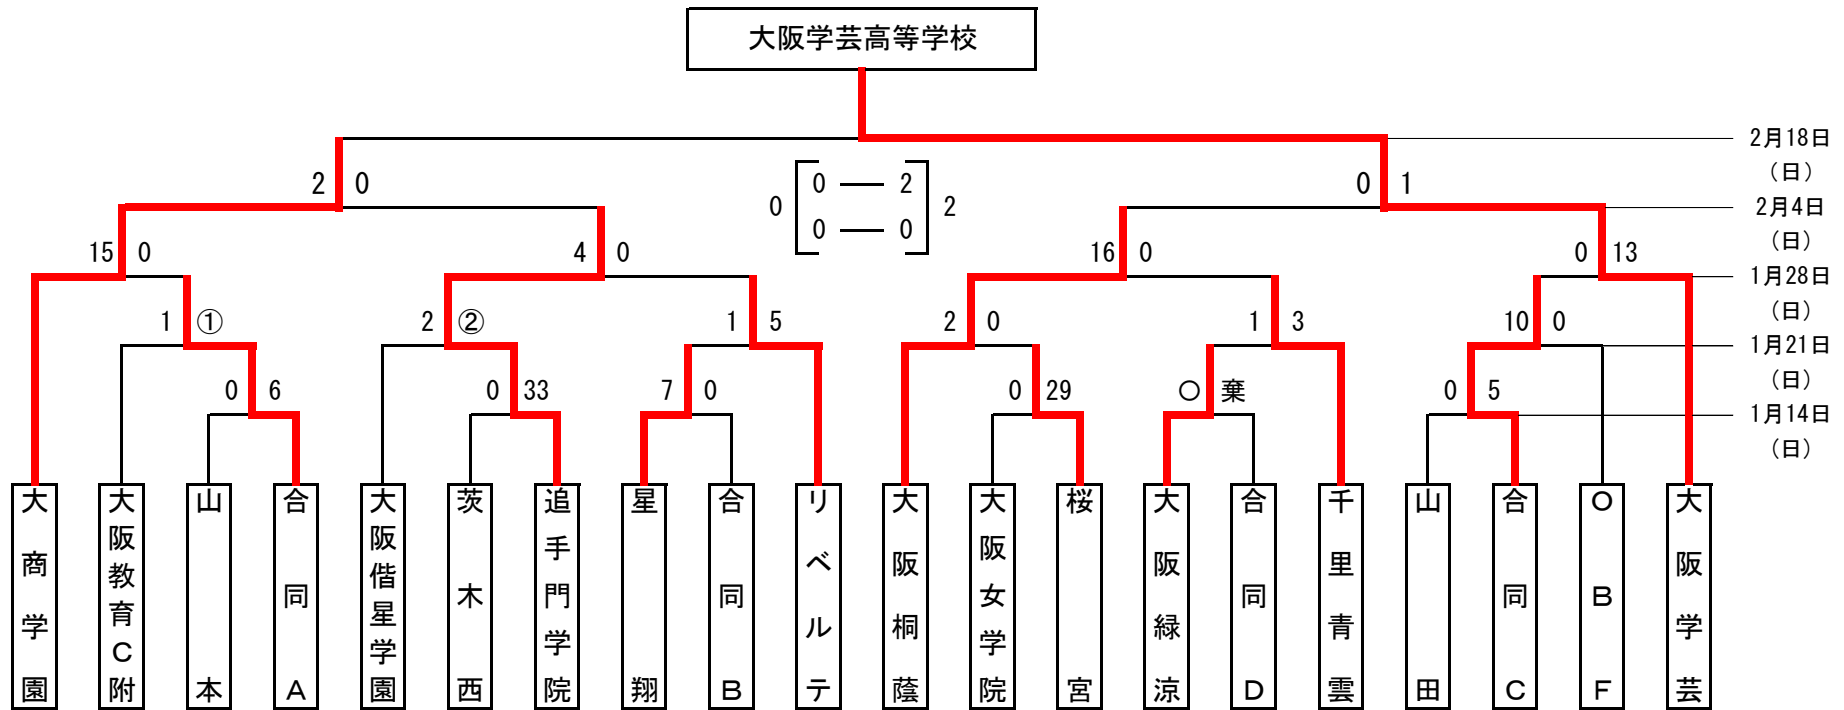 大阪学芸高等学校
2月18日
（日）
2 0
0 0 ― 2 2
0 ― 0
0 1
2月4日
（日）
15 0
4 0
16 0
0 13
1月28日
（日）
1 ①
2 ②
1 5
2 0
1 3
10 0
1月21日
（日）
0 6
0 33
7 0
0 29
〇 棄
0 5
1月14日
（日）
大商学園
大阪教育C附
山本
合同A
大阪偕星学園
茨木西
追手門学院
星翔
合同B
リベルテ
大阪桐蔭
大阪女学院
桜宮
大阪緑涼
合同D
千里青雲
山田
合同C
OBF
大阪学芸